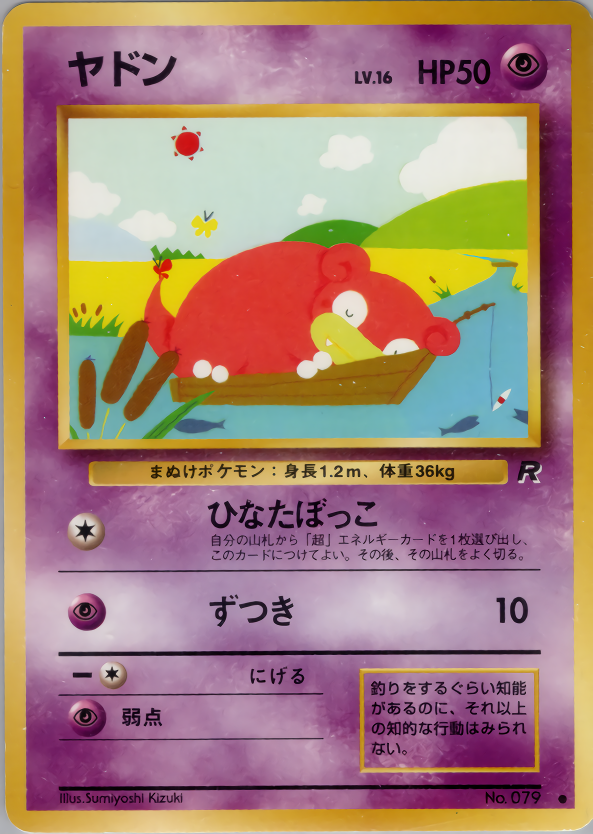 ヤドン LV.16 HP50
まぬけポケモン：身長1.2m、体重36kg R
ひなたぼっこ
自分の山札から「超」エネルギーカードを1枚選び出し、
このカードにつけてよい。その後、その山札をよく切る。
ずつき 10
にげる
弱点
釣りをするぐらい知能
があるのに、それ以上
の知的な行動はみられ
ない。
Illus.Sumiyoshi Kizuki No.079